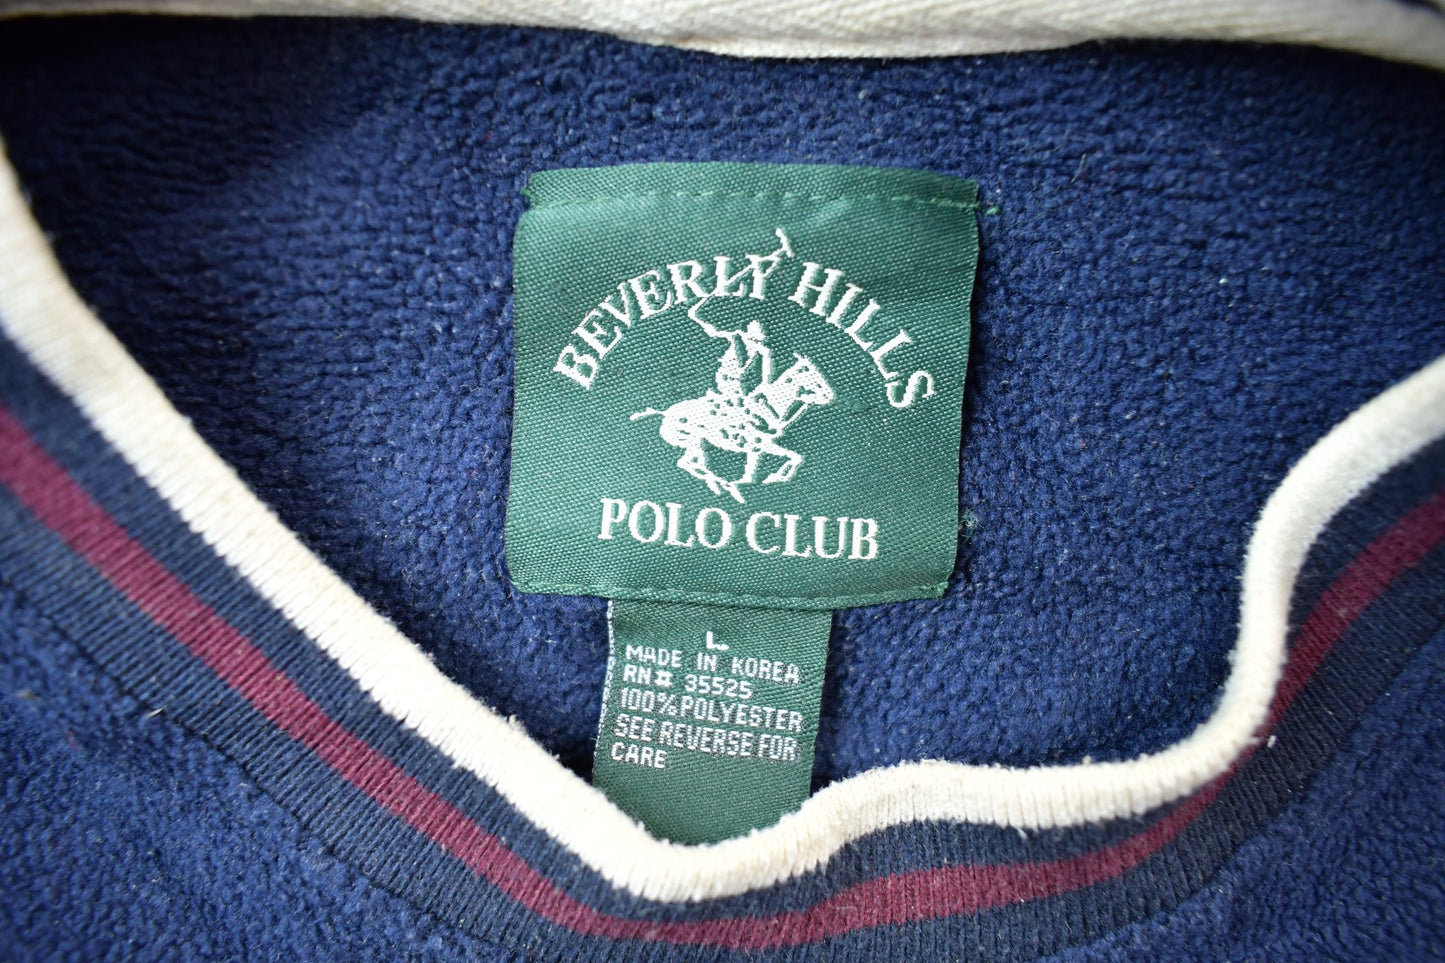 BEVERLY HILLS
POLO CLUB
L
MADE IN KOREA
RN# 35525
100% POLYESTER
SEE REVERSE FOR
CARE